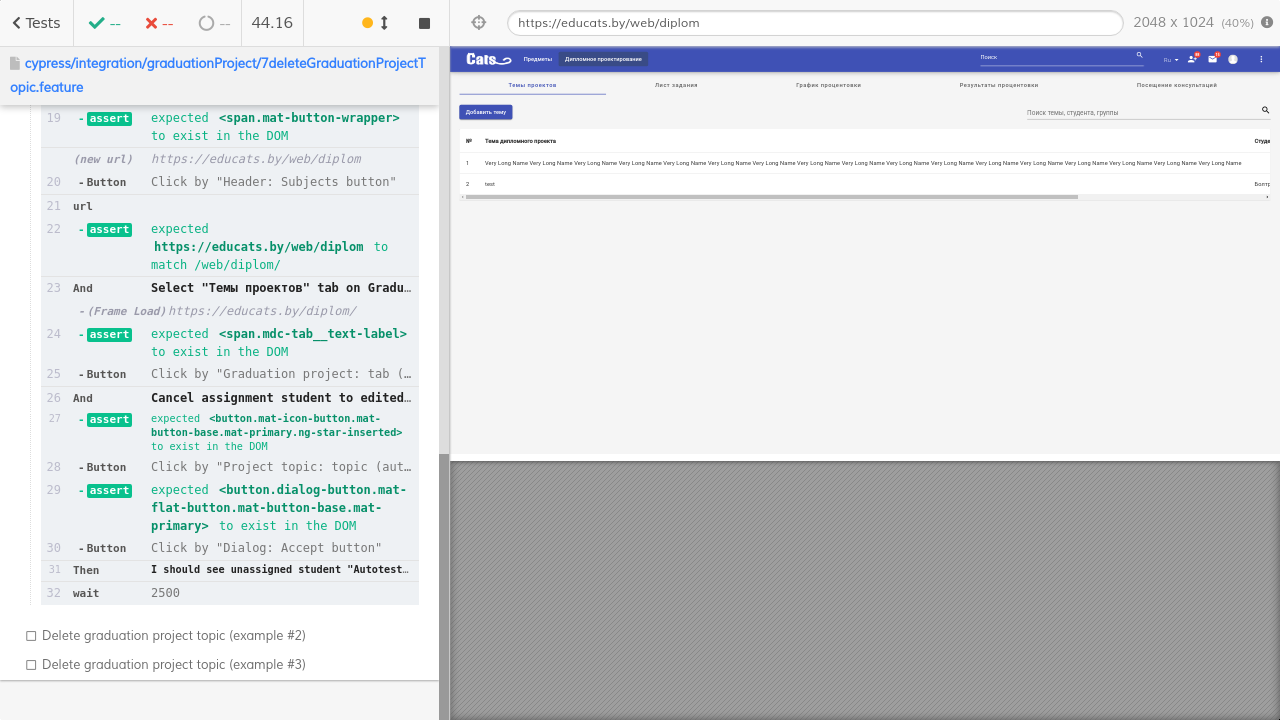 Tests -- -- -- 44.16
https://educats.by/web/diplom
2048 x 1024 (40%)
cypress/integration/graduationProject/7deleteGraduationProjectT
opic.feature
19 - assert expected <span.mat-button-wrapper>
to exist in the DOM
(new url) https://educats.by/web/diplom
20 - Button Click by "Header: Subjects button"
21 url
22 - assert expected
https://educats.by/web/diplom to
match /web/diplom/
23 And Select "Темы проектов" tab on Gradu…
- (Frame Load) https://educats.by/diplom/
24 - assert expected <span.mdc-tab__text-label>
to exist in the DOM
25 - Button Click by "Graduation project: tab (…
26 And Cancel assignment student to edited…
27 - assert expected <button.mat-icon-button.mat-
button-base.mat-primary.ng-star-inserted>
to exist in the DOM
28 - Button Click by "Project topic: topic (aut…
29 - assert expected <button.dialog-button.mat-
flat-button.mat-button-base.mat-
primary> to exist in the DOM
30 - Button Click by "Dialog: Accept button"
31 Then I should see unassigned student "Autotest…
32 wait 2500
Delete graduation project topic (example #2)
Delete graduation project topic (example #3)
Cats Предметы Дипломное проектирование Поиск Ru
Темы проектов Лист задания График процентовки Результаты процентовки Посещение консультаций
Добавить тему Поиск темы, студента, группы
№ Тема дипломного проекта Студе
1 Very Long Name Very Long Name Very Long Name Very Long Name Very Long Name Very Long Name Very Long Name Very Long Name Very Long Name Very Long Name Very Long Name Very Long Name Very Long Name Very Long Name Very Long Name Very Long Name Very Long Name
2 test Болтр